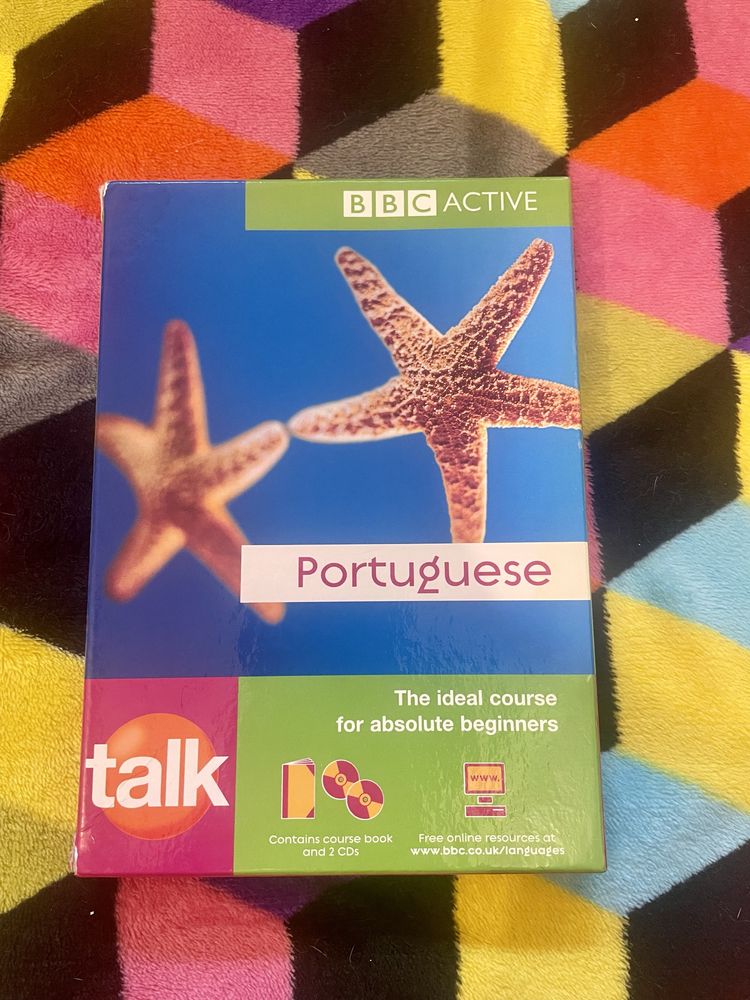 BBC ACTIVE
Portuguese
The ideal course
for absolute beginners
talk
Contains course book
and 2 CDs
www.
Free online resources at
www.bbc.co.uk/languages